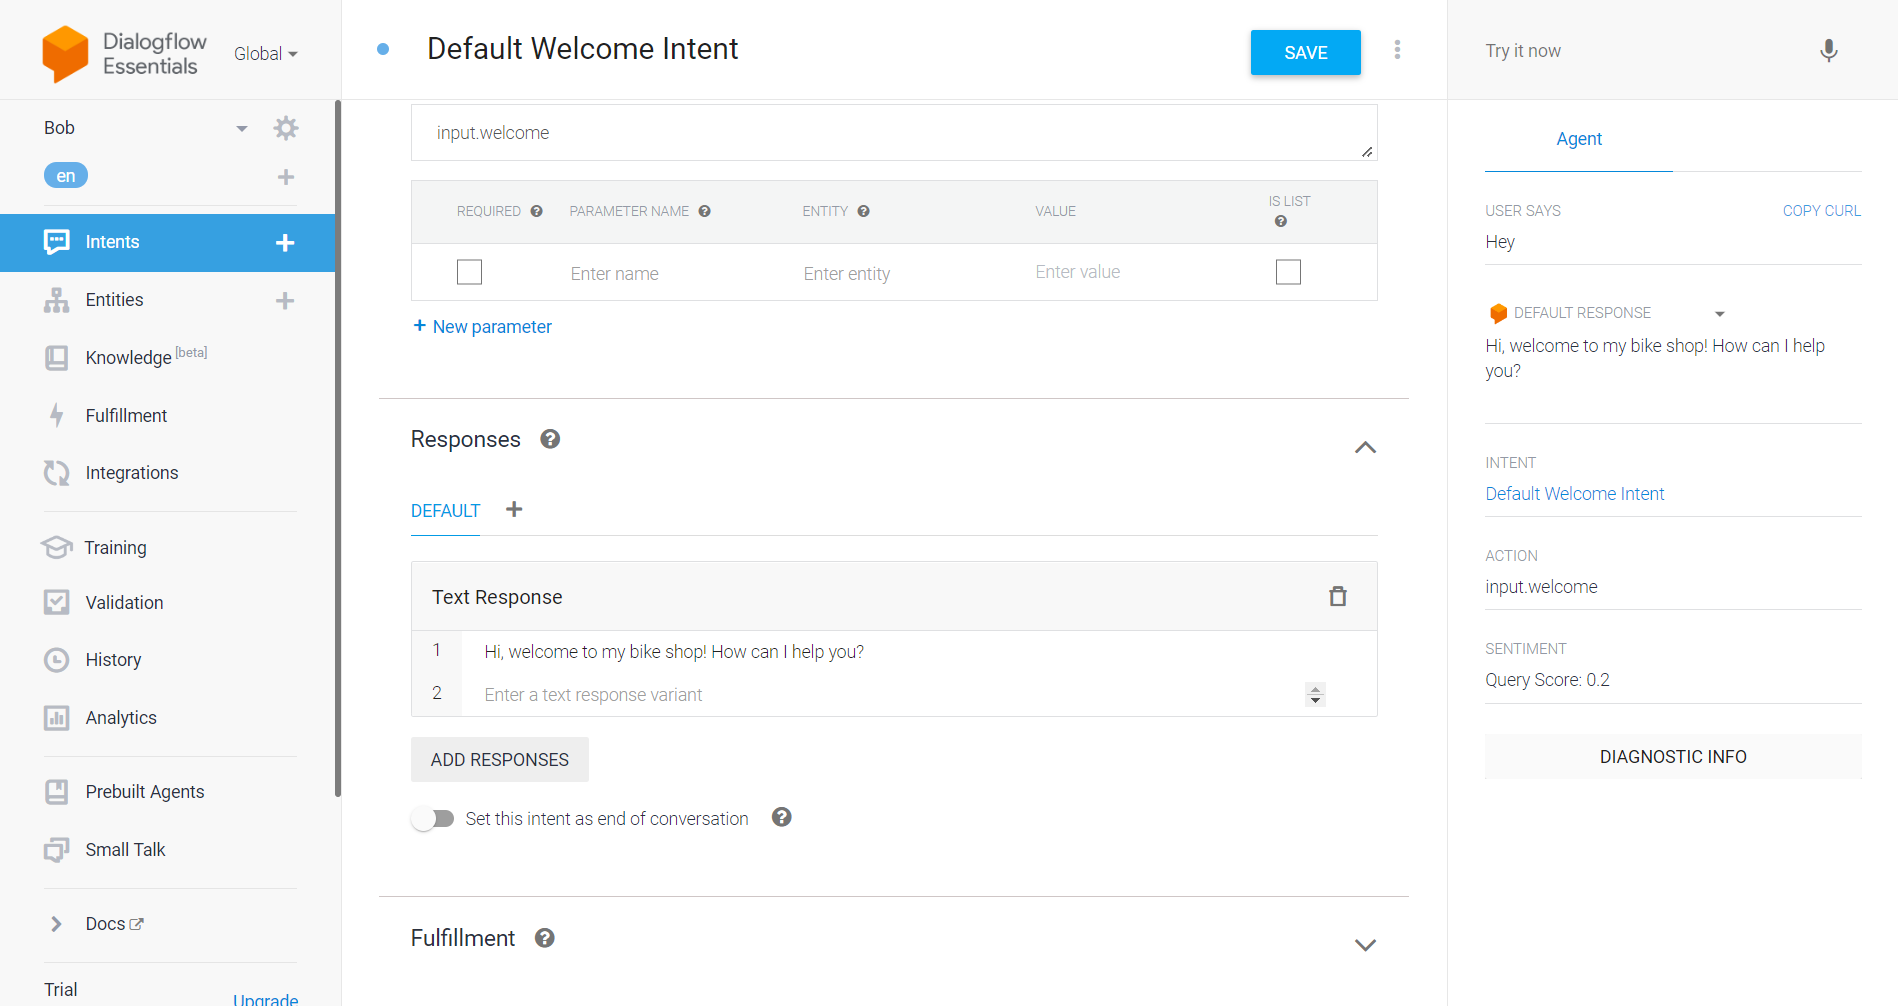 Dialogflow
Essentials
Global
Bob
en
Intents
Entities
Knowledge [beta]
Fulfillment
Integrations
Training
Validation
History
Analytics
Prebuilt Agents
Small Talk
Docs
Trial
Upgrade
Default Welcome Intent
SAVE
input.welcome
REQUIRED PARAMETER NAME ENTITY VALUE IS LIST
Enter name Enter entity Enter value
+ New parameter
Responses
DEFAULT +
Text Response
1 Hi, welcome to my bike shop! How can I help you?
2 Enter a text response variant
ADD RESPONSES
Set this intent as end of conversation
Fulfillment
Try it now
Agent
USER SAYS COPY CURL
Hey
DEFAULT RESPONSE
Hi, welcome to my bike shop! How can I help
you?
INTENT
Default Welcome Intent
ACTION
input.welcome
SENTIMENT
Query Score: 0.2
DIAGNOSTIC INFO